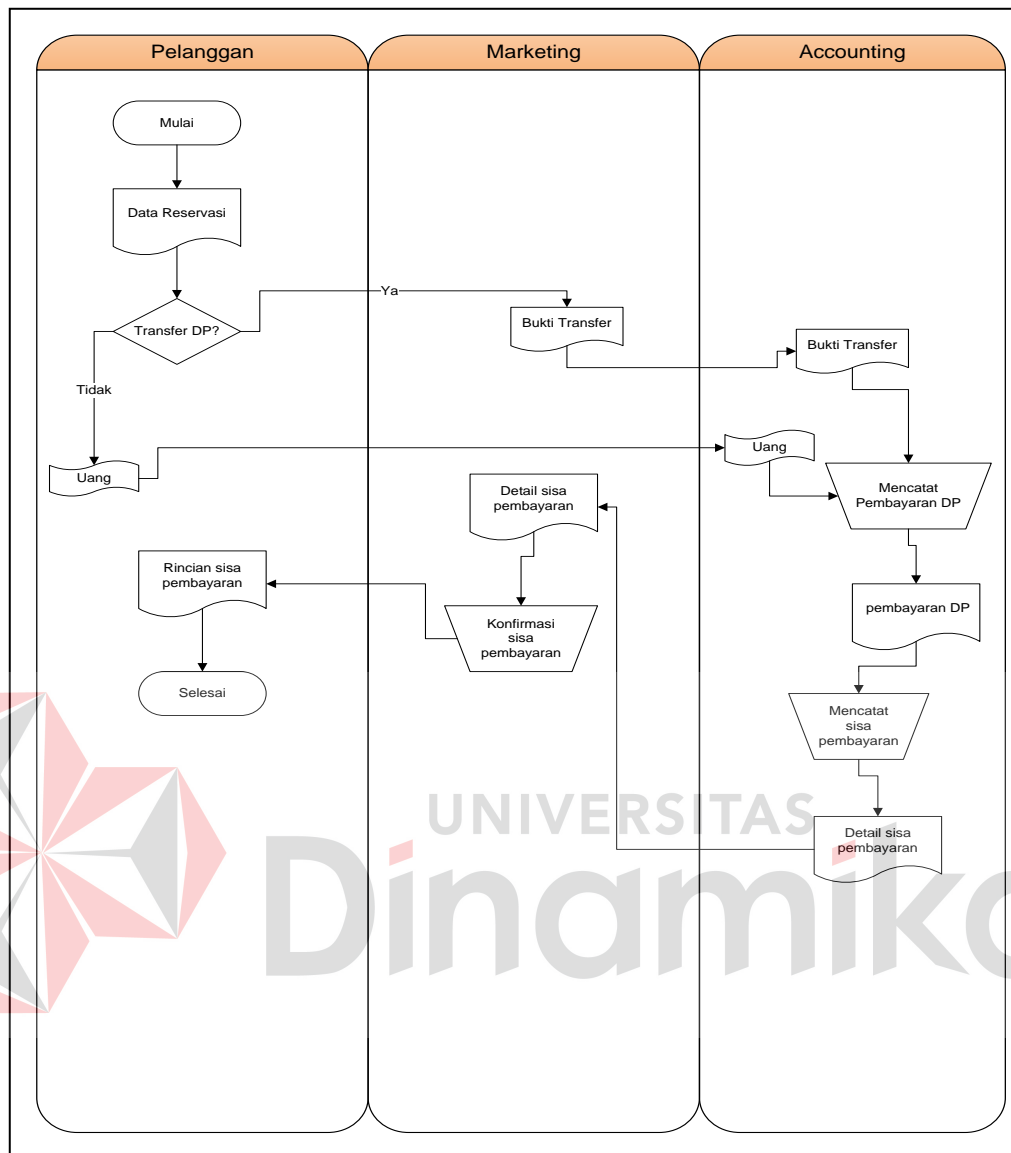 Pelanggan
Marketing
Accounting
Mulai
Data Reservasi
Transfer DP?
Ya
Bukti Transfer
Bukti Transfer
Tidak
Uang
Uang
Mencatat
Pembayaran DP
Detail sisa
pembayaran
Rincian sisa
pembayaran
Konfirmasi
sisa
pembayaran
pembayaran DP
Selesai
Mencatat
sisa
pembayaran
Detail sisa
pembayaran
UNIVERSITAS
Dinamika